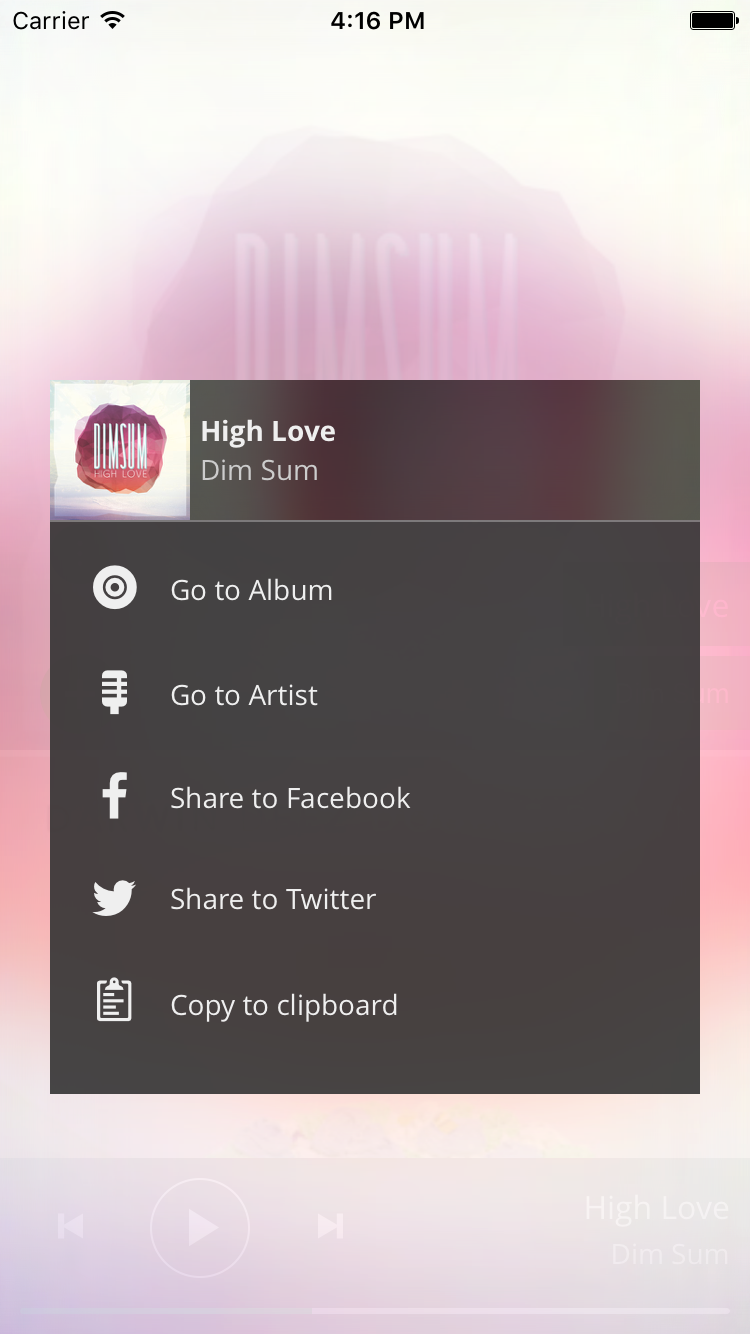 Carrier
4:16 PM
DIMSUM
DIMSUM
HIGH LOVE
High Love
Dim Sum
Go to Album
Go to Artist
Share to Facebook
Share to Twitter
Copy to clipboard
High Love
Dim Sum